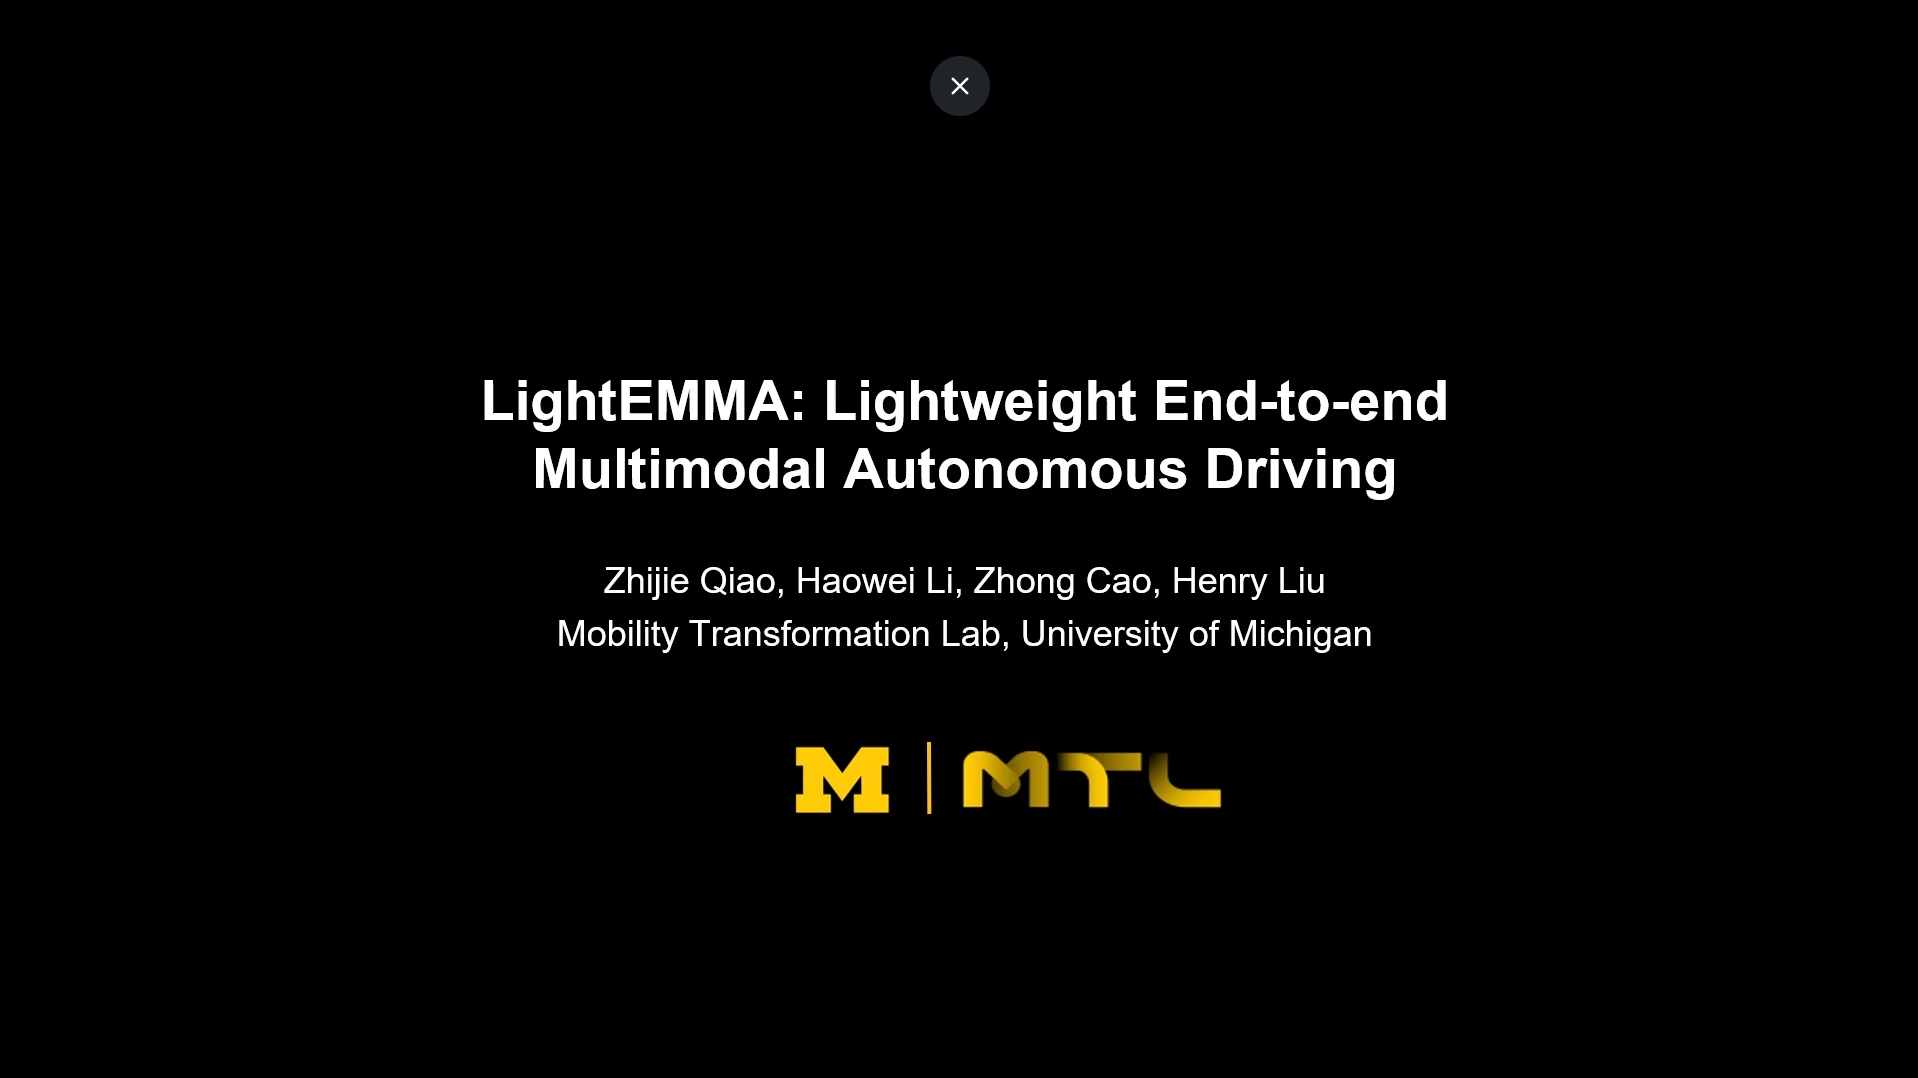 LightEMMA: Lightweight End-to-end
Multimodal Autonomous Driving
Zhijie Qiao, Haowei Li, Zhong Cao, Henry Liu
Mobility Transformation Lab, University of Michigan
M | MTL